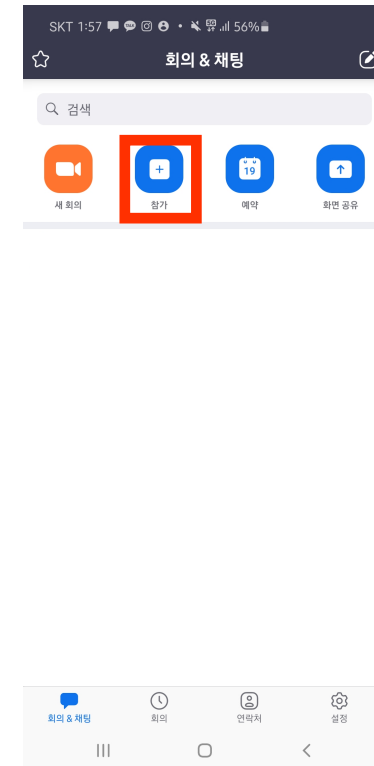 SKT 1:57 56%
회의 & 채팅
검색
19
새 회의 참가 예약 화면 공유
회의 & 채팅 회의 연락처 설정